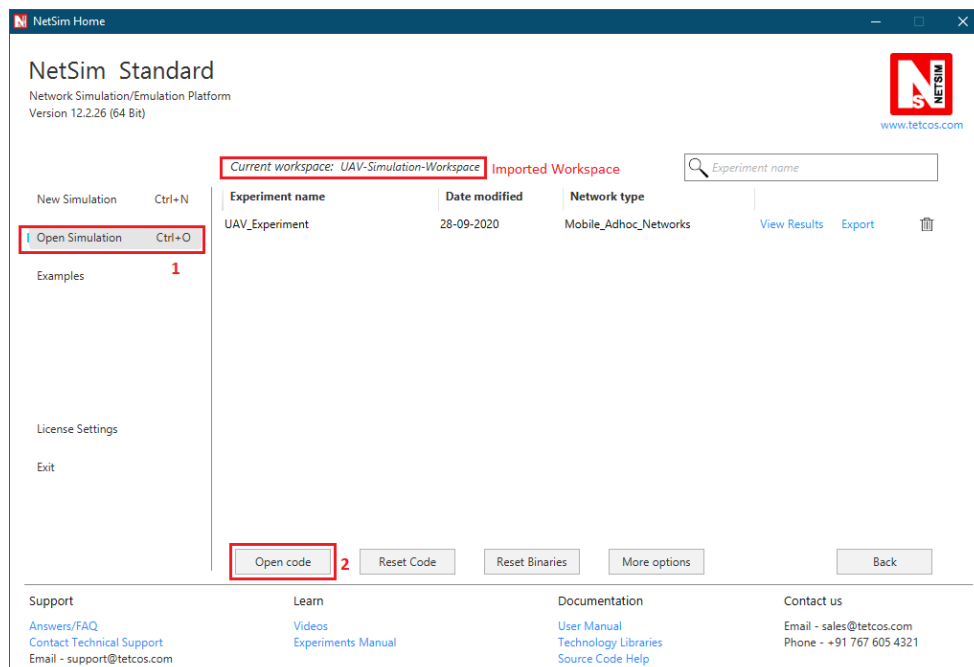 NetSim Home
NetSim Standard
Network Simulation/Emulation Platform
Version 12.2.26 (64 Bit)
N
S
NETSIM
www.tetcos.com
Current workspace: UAV-Simulation-Workspace Imported Workspace
Experiment name
New Simulation Ctrl+N
Open Simulation Ctrl+O
1
Examples
License Settings
Exit
Experiment name Date modified Network type
UAV_Experiment 28-09-2020 Mobile_Adhoc_Networks View Results Export
Open code 2 Reset Code Reset Binaries More options Back
Support
Answers/FAQ
Contact Technical Support
Email - support@tetcos.com
Learn
Videos
Experiments Manual
Documentation
User Manual
Technology Libraries
Source Code Help
Contact us
Email - sales@tetcos.com
Phone - +91 767 605 4321